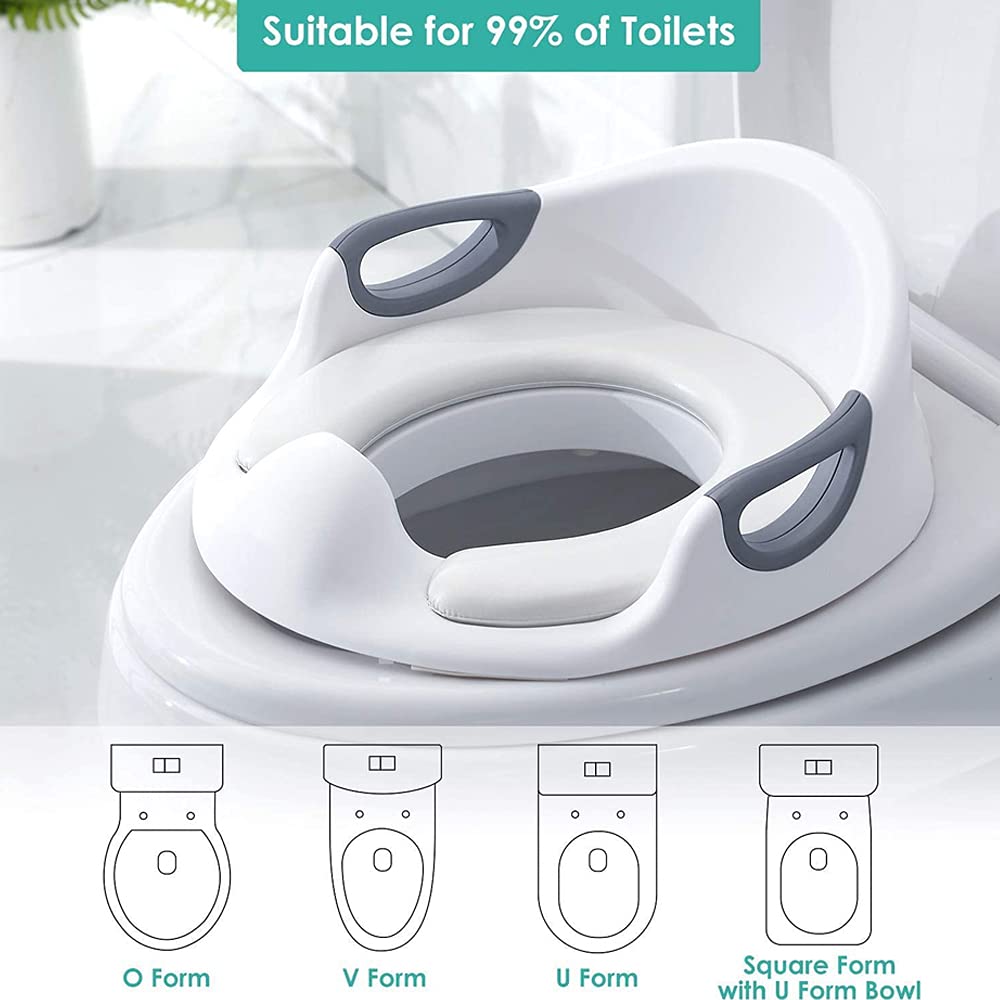 Suitable for 99% of Toilets
O Form
V Form
U Form
Square Form
with U Form Bowl